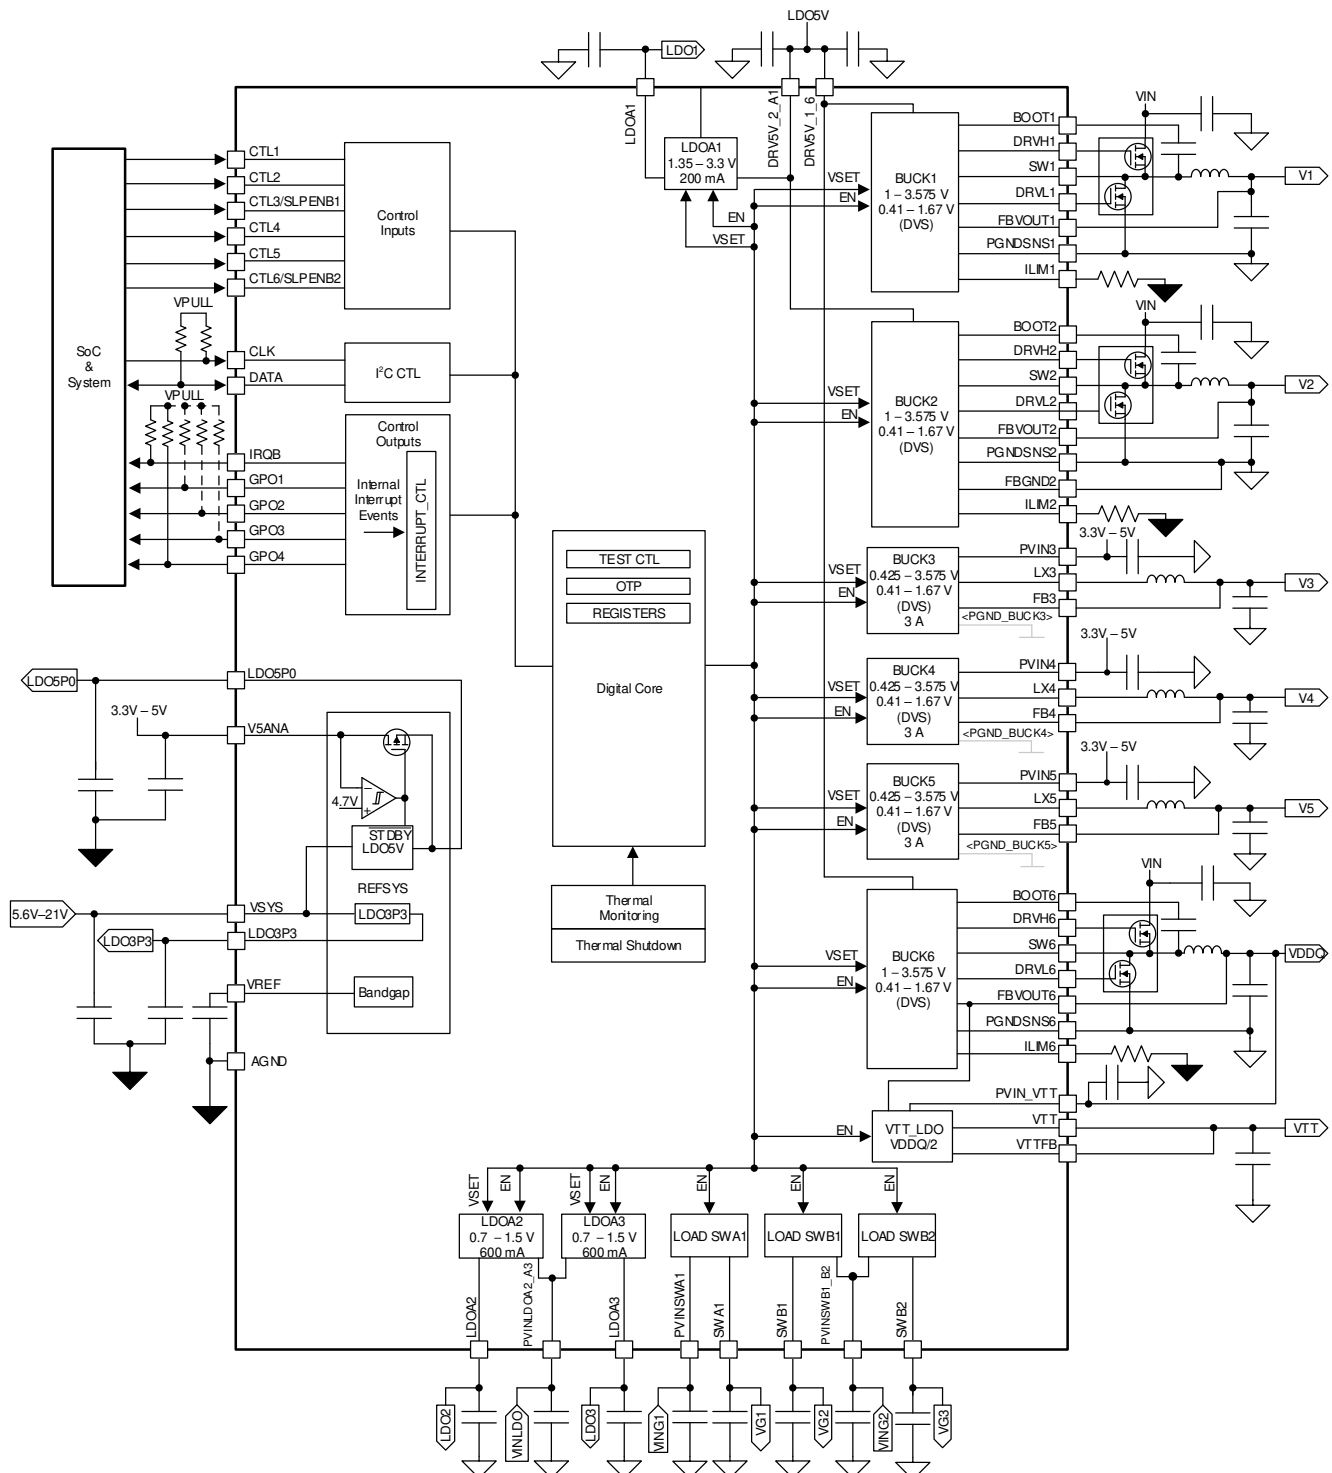 LDO5V
LDO1
LDOA1
DRV5V_2_A1
DRV5V_1_6
LDOA1
1.35 – 3.3 V
200 mA
EN
VSET
SoC
&
System
CTL1
CTL2
CTL3/SLPENB1
CTL4
CTL5
CTL6/SLPENB2
Control
Inputs
VPULL
CLK
DATA
I²C CTL
VPULL
IRQB
GPO1
GPO2
GPO3
GPO4
Control
Outputs
Internal
Interrupt
Events
INTERRUPT_CTL
LDO5P0
LDO5P0
3.3V – 5V
V5ANA
4.7V
STDBY
LDO5V
REFSYS
5.6V–21V
VSYS
LDO3P3
LDO3P3
LDO3P3
VREF
Bandgap
AGND
TEST CTL
OTP
REGISTERS
Digital Core
Thermal
Monitoring
Thermal Shutdown
VSET
EN
BUCK1
1 – 3.575 V
0.41 – 1.67 V
(DVS)
BOOT1
DRVH1
SW1
DRVL1
FBVOUT1
PGNDSNS1
ILIM1
VIN
V1
VSET
EN
BUCK2
1 – 3.575 V
0.41 – 1.67 V
(DVS)
BOOT2
DRVH2
SW2
DRVL2
FBVOUT2
PGNDSNS2
FBGND2
ILIM2
VIN
V2
VSET
EN
BUCK3
0.425 – 3.575 V
0.41 – 1.67 V
(DVS)
3 A
PVIN3
LX3
FB3
<PGND_BUCK3>
3.3V – 5V
V3
VSET
EN
BUCK4
0.425 – 3.575 V
0.41 – 1.67 V
(DVS)
3 A
PVIN4
LX4
FB4
<PGND_BUCK4>
3.3V – 5V
V4
VSET
EN
BUCK5
0.425 – 3.575 V
0.41 – 1.67 V
(DVS)
3 A
PVIN5
LX5
FB5
<PGND_BUCK5>
3.3V – 5V
V5
VSET
EN
BUCK6
1 – 3.575 V
0.41 – 1.67 V
(DVS)
BOOT6
DRVH6
SW6
DRVL6
FBVOUT6
PGNDSNS6
ILIM6
VIN
VDDQ
EN
VTT_LDO
VDDQ/2
PVIN_VTT
VTT
VTTFB
VTT
VSET
EN
LDOA2
0.7 – 1.5 V
600 mA
VSET
EN
LDOA3
0.7 – 1.5 V
600 mA
EN
LOAD SWA1
EN
LOAD SWB1
EN
LOAD SWB2
LDOA2
PVINLDOA2_A3
LDOA3
PVINSWA1
SWA1
SWB1
PVINSWB1_B2
SWB2
LDO2
VINLDO
LDO3
VING1
VG1
VG2
VING2
VG3